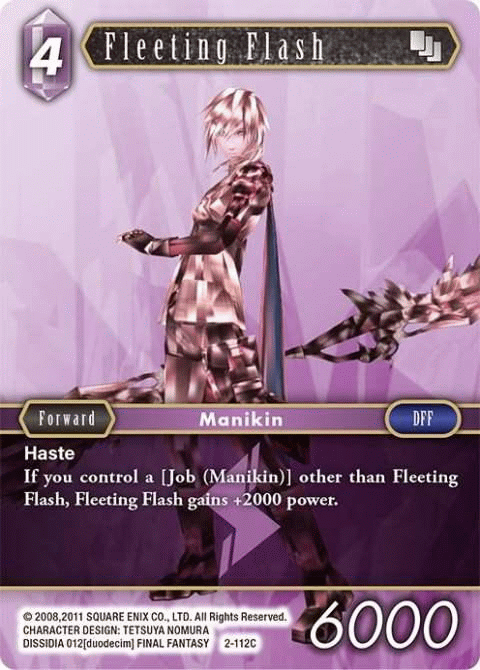 4
Fleeting Flash
Forward
Manikin
DFF
Haste
If you control a [Job (Manikin)] other than Fleeting
Flash, Fleeting Flash gains +2000 power.
© 2008,2011 SQUARE ENIX CO., LTD. All Rights Reserved.
CHARACTER DESIGN: TETSUYA NOMURA
DISSIDIA 012[duodecim] FINAL FANTASY
2-112C
6000